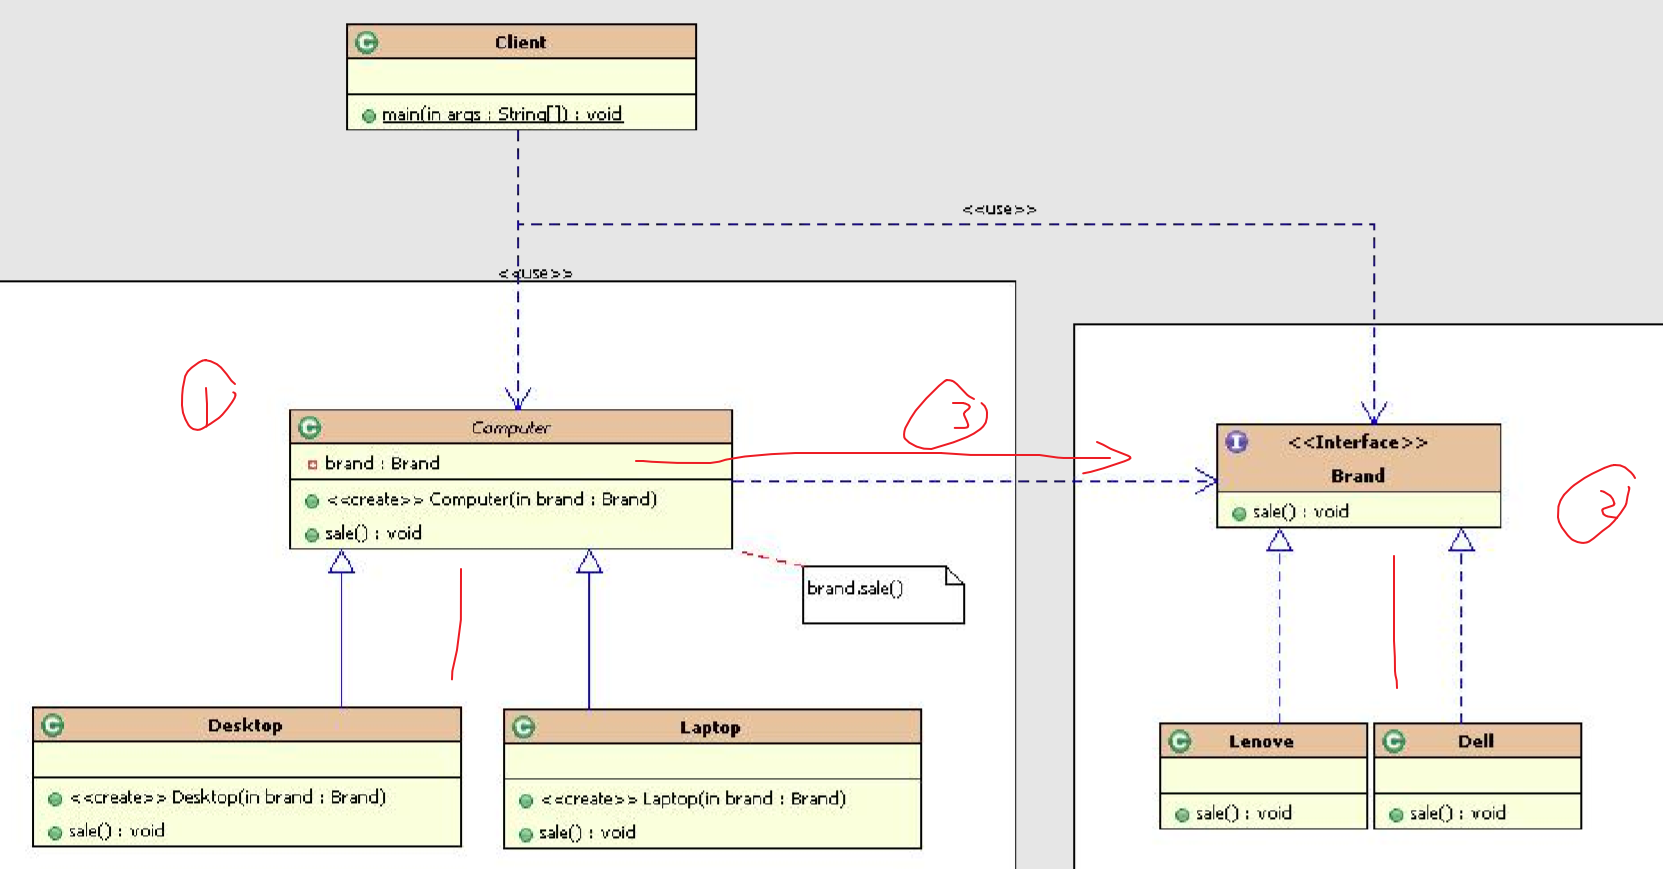 C Client
main(in args : String[]) : void
<<use>>
<<use>>
1
C Computer
brand : Brand
<<create>> Computer(in brand : Brand)
sale() : void
3
I <<Interface>>
Brand
sale() : void
2
brand.sale()
C Desktop
<<create>> Desktop(in brand : Brand)
sale() : void
C Laptop
<<create>> Laptop(in brand : Brand)
sale() : void
C Lenove
sale() : void
C Dell
sale() : void